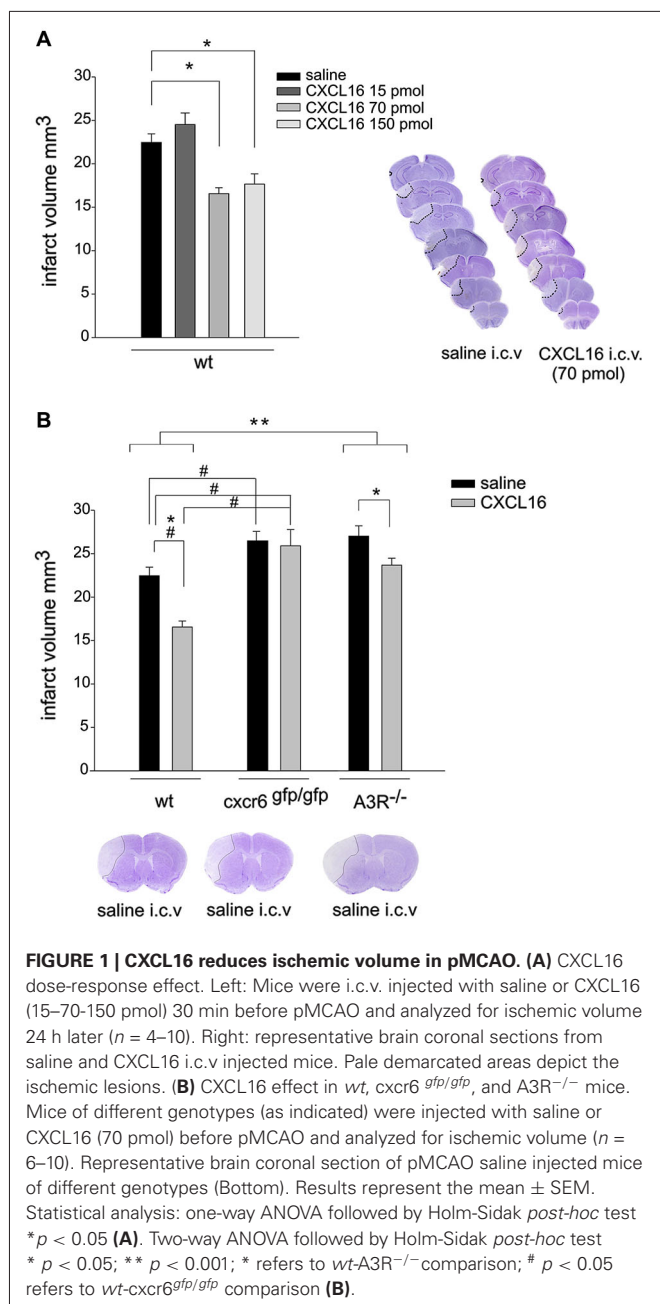 A
* 
*
saline
CXCL16 15 pmol
CXCL16 70 pmol
CXCL16 150 pmol
infarct volume mm3
30
25
20
15
10
5
0
wt
saline i.c.v
CXCL16 i.c.v.
(70 pmol)
B
**
saline
CXCL16
#
#
#
*
#
*
infarct volume mm3
30
25
20
15
10
5
0
wt
cxcr6 gfp/gfp
A3R-/-
saline i.c.v
saline i.c.v
saline i.c.v
FIGURE 1 | CXCL16 reduces ischemic volume in pMCAO. (A) CXCL16
dose-response effect. Left: Mice were i.c.v. injected with saline or CXCL16
(15–70-150 pmol) 30 min before pMCAO and analyzed for ischemic volume
24 h later (n = 4–10). Right: representative brain coronal sections from
saline and CXCL16 i.c.v injected mice. Pale demarcated areas depict the
ischemic lesions. (B) CXCL16 effect in wt, cxcr6 gfp/gfp, and A3R−/− mice.
Mice of different genotypes (as indicated) were injected with saline or
CXCL16 (70 pmol) before pMCAO and analyzed for ischemic volume (n =
6–10). Representative brain coronal section of pMCAO saline injected mice
of different genotypes (Bottom). Results represent the mean ± SEM.
Statistical analysis: one-way ANOVA followed by Holm-Sidak post-hoc test
*p < 0.05 (A). Two-way ANOVA followed by Holm-Sidak post-hoc test
* p < 0.05; ** p < 0.001; * refers to wt-A3R−/−comparison; # p < 0.05
refers to wt-cxcr6gfp/gfp comparison (B).